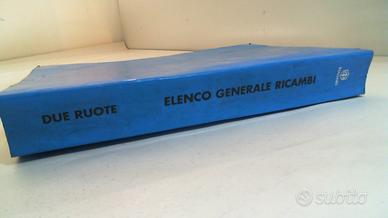 DUE RUOTE
ELENCO GENERALE RICAMBI
subito